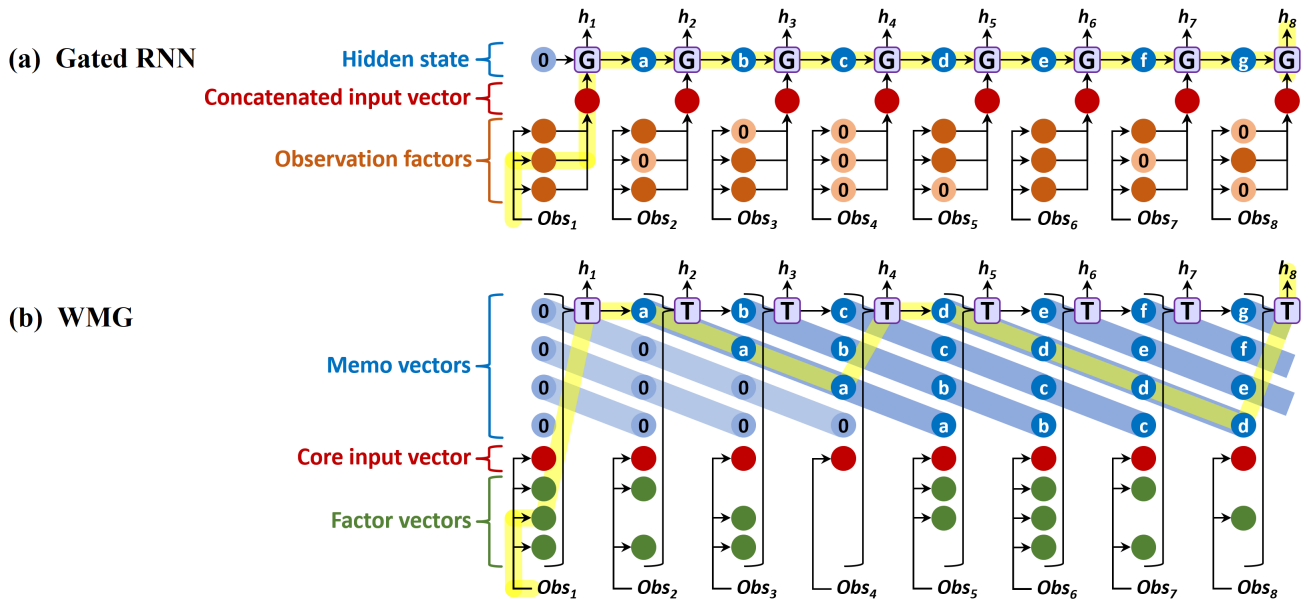 h1 h2 h3 h4 h5 h6 h7 h8
(a) Gated RNN
Hidden state
0 G a G b G c G d G e G f G g G
Concatenated input vector
Observation factors
0 0 0
0 0 0
0 0 0
Obs1 Obs2 Obs3 Obs4 Obs5 Obs6 Obs7 Obs8
h1 h2 h3 h4 h5 h6 h7 h8
(b) WMG
0 T a T b T c T d T e T f T g T
Memo vectors
0 0 a b c d e f
0 0 0 a b c d e
0 0 0 0 a b c d
Core input vector
Factor vectors
Obs1 Obs2 Obs3 Obs4 Obs5 Obs6 Obs7 Obs8